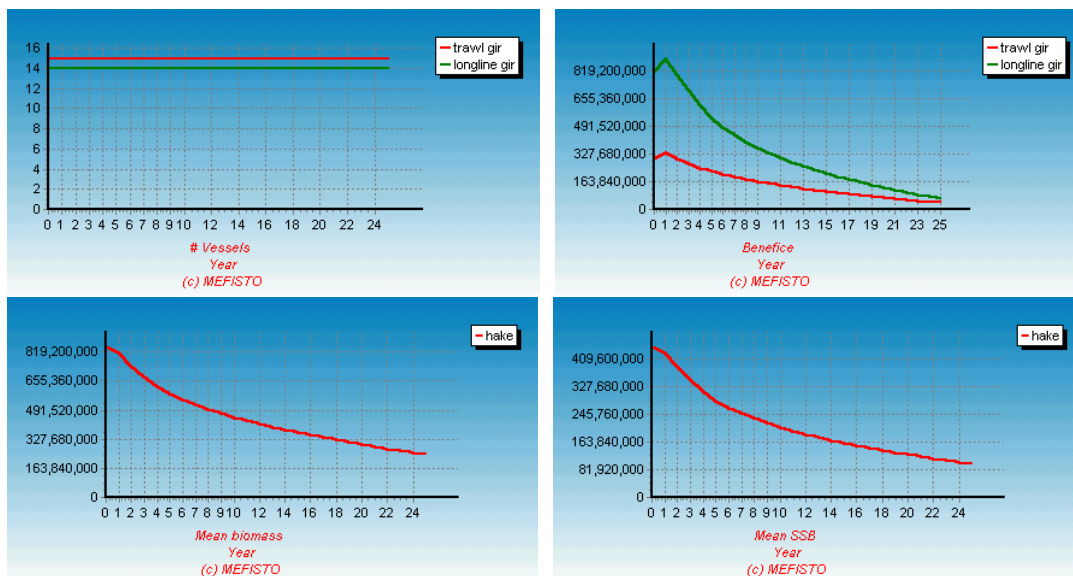 16
14
12
10
8
6
4
2
0
0 1 2 3 4 5 6 7 8 9 10 12 14 16 18 20 22 24
# Vessels
Year
(c) MEFISTO
trawl gir
longline gir
819,200,000
655,360,000
491,520,000
327,680,000
163,840,000
0
0 1 2 3 4 5 6 7 8 9 11 13 15 17 19 21 23 25
Benefice
Year
(c) MEFISTO
trawl gir
longline gir
819,200,000
655,360,000
491,520,000
327,680,000
163,840,000
0
0 1 2 3 4 5 6 7 8 9 10 12 14 16 18 20 22 24
Mean biomass
Year
(c) MEFISTO
hake
409,600,000
327,680,000
245,760,000
163,840,000
81,920,000
0
0 1 2 3 4 5 6 7 8 9 10 12 14 16 18 20 22 24
Mean SSB
Year
(c) MEFISTO
hake